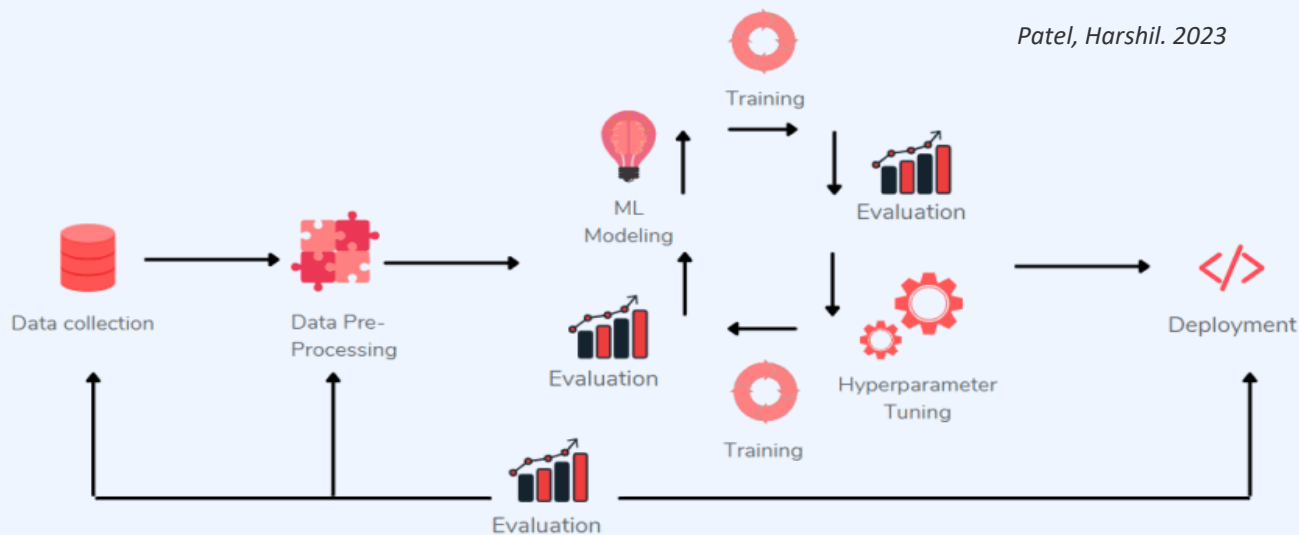 Patel, Harshil. 2023
Training
ML
Modeling
Evaluation
Data collection
Data Pre-
Processing
Evaluation
Hyperparameter
Tuning
Training
Deployment
Evaluation